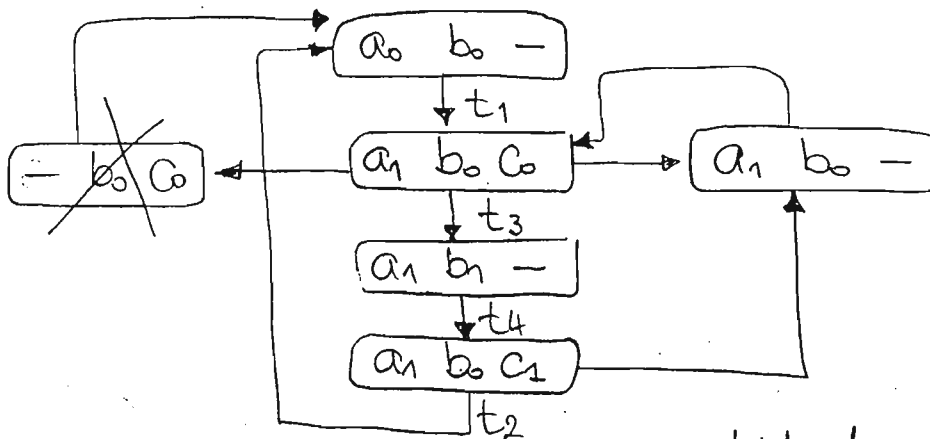 a₀ b₀ —
t₁
a₁ b₀ c₀
a₁ b₀ —
— b₀ c₀
t₃
a₁ b₁ —
t₄
a₁ b₀ c₁
t₂